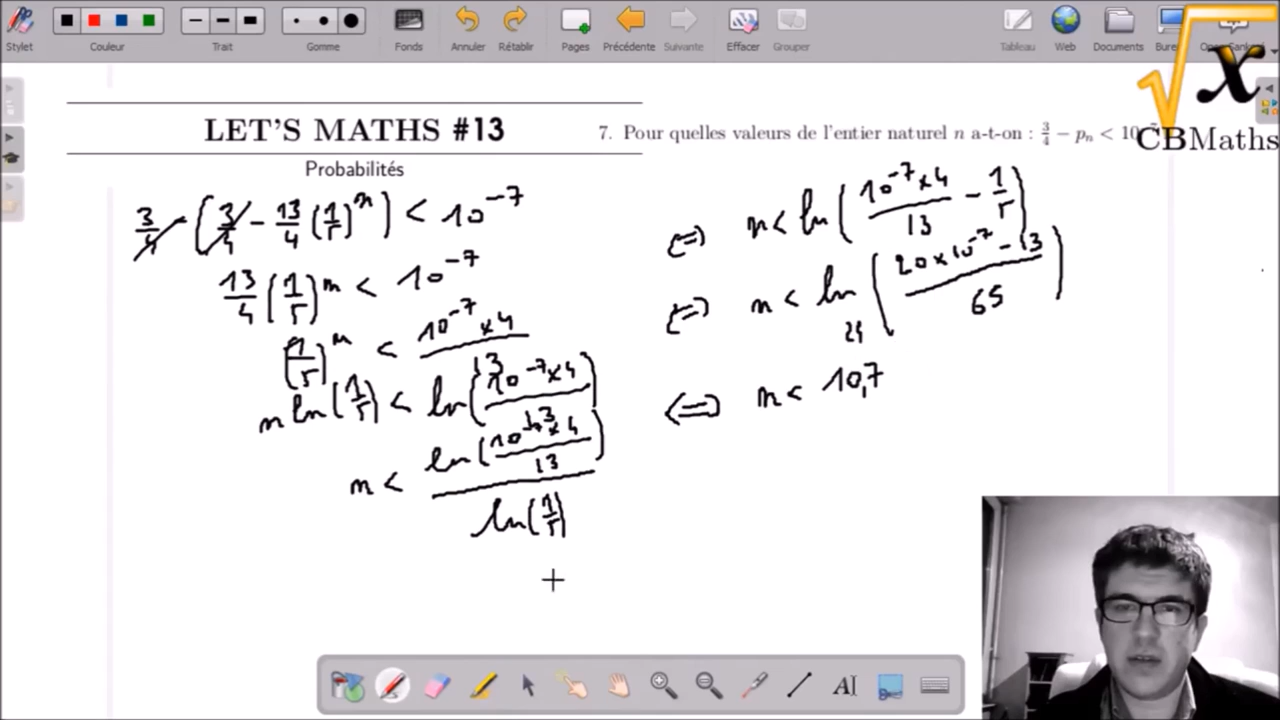 Stylet Couleur Trait Gomme Fonds Annuler Rétablir Pages Précédente Suivante Effacer Grouper Tableau Web Documents
LET'S MATHS #13
Probabilités
7. Pour quelles valeurs de l'entier naturel n a-t-on : 3/4 − pₙ < 10
CBMaths
3/4 − (3/4 − 13/4 (1/5)ⁿ) < 10⁻⁷
13/4 (1/5)ⁿ < 10⁻⁷
(1/5)ⁿ < 10⁻⁷×4 / 13
n ln(1/5) < ln(10⁻⁷×4 / 13)
n < ln(10⁻⁷×4 / 13) / ln(1/5)
⇔ n < ln(10⁻⁷×4 / 13 − 1/5)
⇔ n < ln(20×10⁻⁷ − 13 / 65)
⇔ n < 10,7